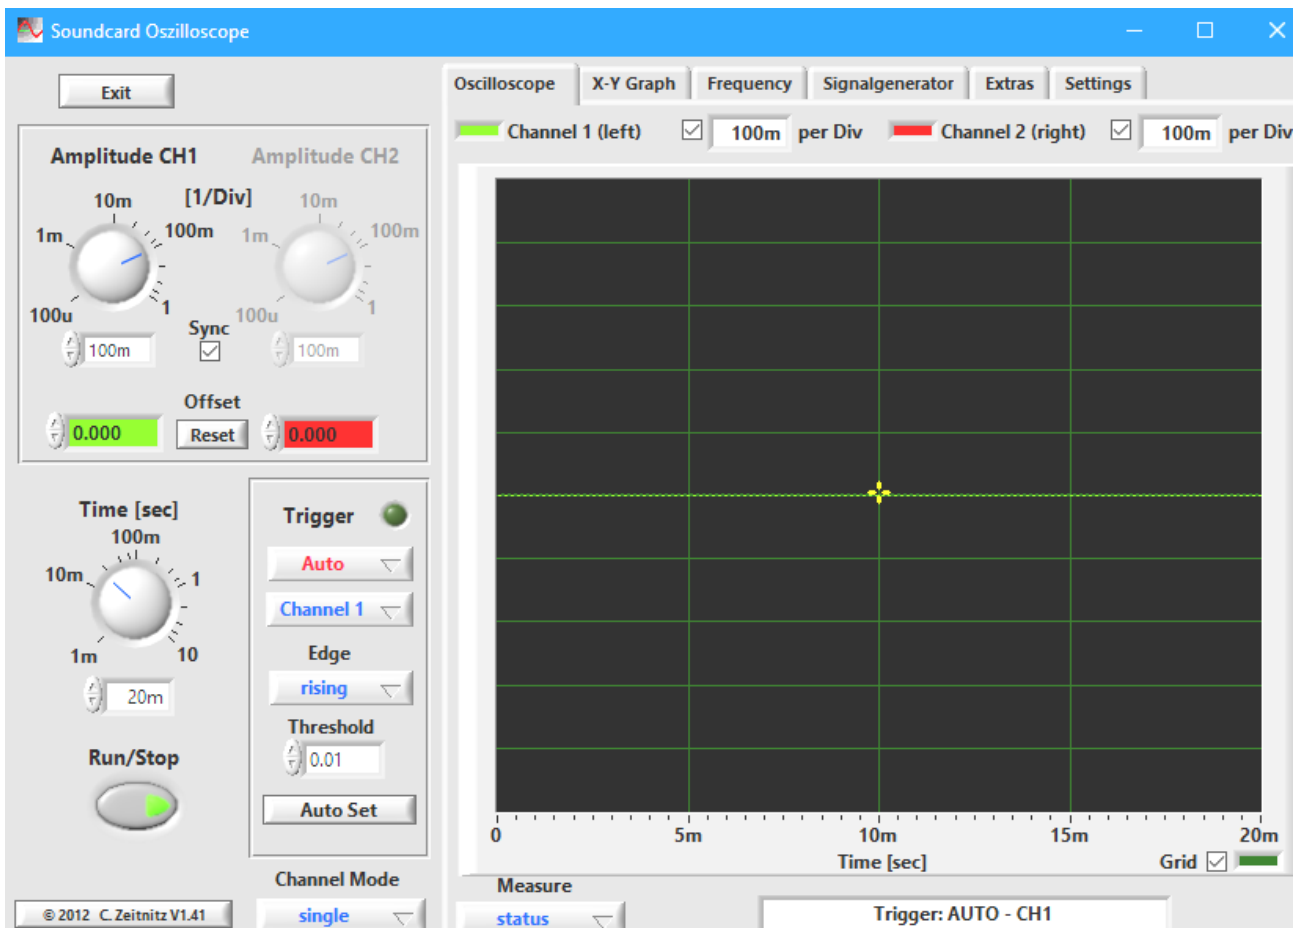 Soundcard Oszilloscope
Exit
Amplitude CH1
Amplitude CH2
[1/Div]
10m
1m
100m
100u
1
10m
1m
100m
100u
1
Sync
100m
100m
Offset
0.000
Reset
0.000
Time [sec]
100m
10m
1
1m
10
20m
Run/Stop
© 2012 C. Zeitnitz V1.41
Trigger
Auto
Channel 1
Edge
rising
Threshold
0.01
Auto Set
Channel Mode
single
Oscilloscope X-Y Graph Frequency Signalgenerator Extras Settings
Channel 1 (left) 100m per Div Channel 2 (right) 100m per Div
0 5m 10m 15m 20m
Time [sec]
Grid
Measure
status
Trigger: AUTO - CH1